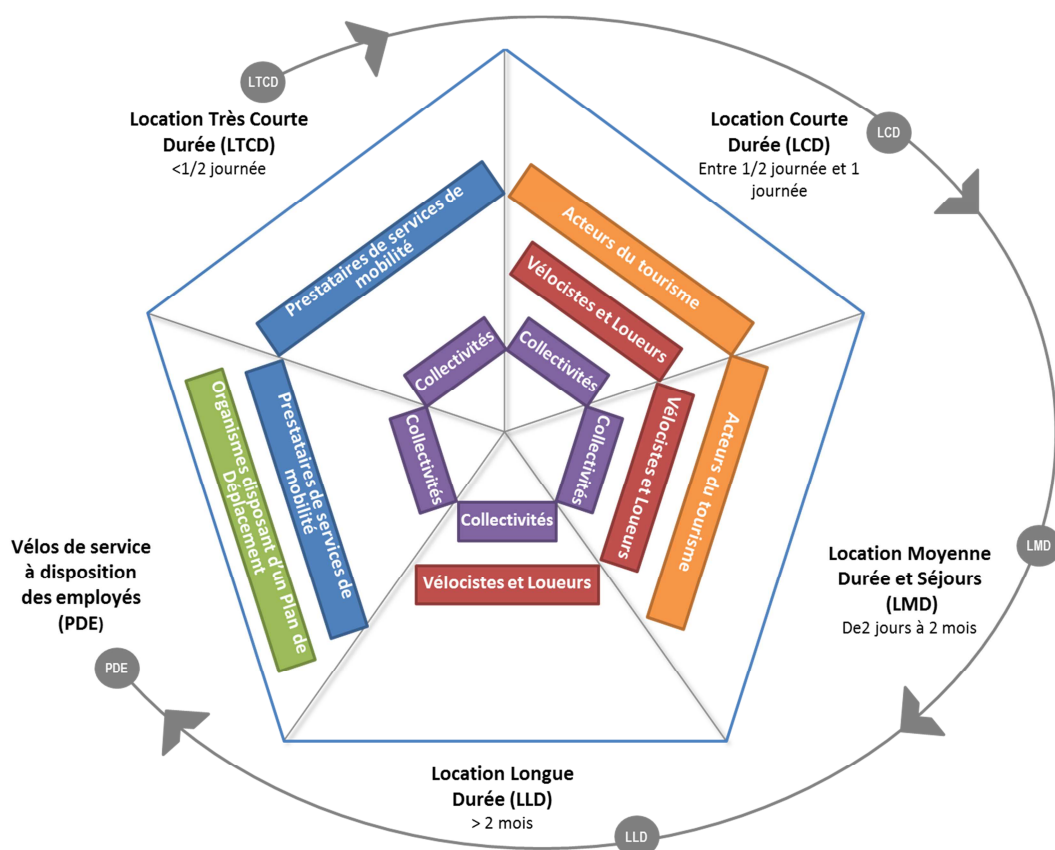 LTCD
Location Très Courte
Durée (LTCD)
<1/2 journée
Location Courte
Durée (LCD)
Entre 1/2 journée et 1
journée
LCD
Prestataires de services de
mobilité
Acteurs du tourisme
Vélocistes et Loueurs
Collectivités
Collectivités
Organismes disposant d'un Plan de
Déplacement
Prestataires de services de
mobilité
Collectivités
Collectivités
Vélocistes et Loueurs
Acteurs du tourisme
Collectivités
Vélocistes et Loueurs
Vélos de service
à disposition
des employés
(PDE)
PDE
Location Moyenne
Durée et Séjours
(LMD)
De2 jours à 2 mois
LMD
Location Longue
Durée (LLD)
> 2 mois
LLD